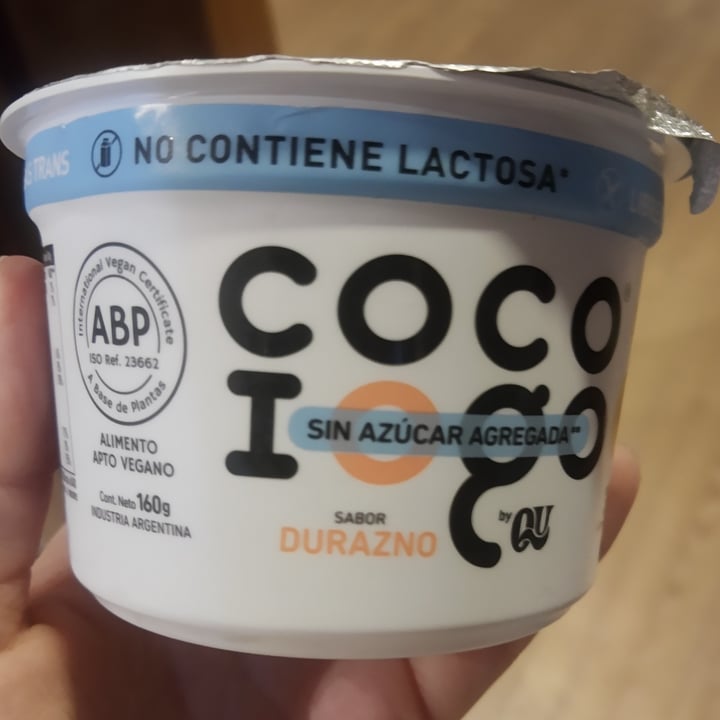 TRANS
NO CONTIENE LACTOSA*
International Vegan Certificate
ABP
ISO Ref. 23662
A Base de Plantas
ALIMENTO
APTO VEGANO
Cont. Neto 160g
INDUSTRIA ARGENTINA
COCO
Iogo
SIN AZÚCAR AGREGADA**
SABOR
DURAZNO
by QU